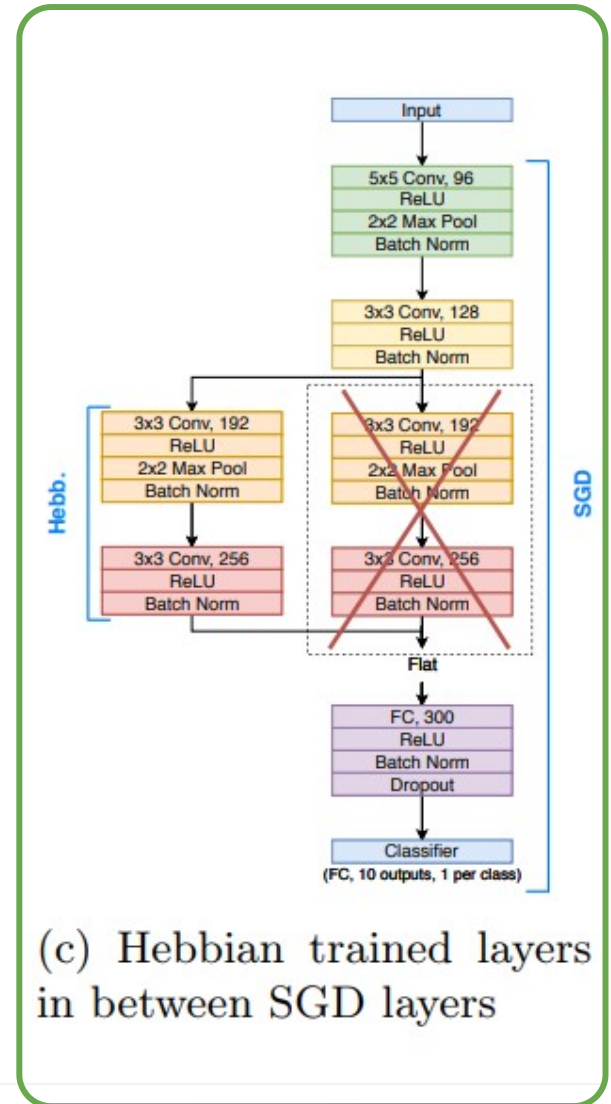 Input
5x5 Conv, 96
ReLU
2x2 Max Pool
Batch Norm
3x3 Conv, 128
ReLU
Batch Norm
Hebb.
3x3 Conv, 192
ReLU
2x2 Max Pool
Batch Norm
3x3 Conv, 256
ReLU
Batch Norm
3x3 Conv, 192
ReLU
2x2 Max Pool
Batch Norm
3x3 Conv, 256
ReLU
Batch Norm
SGD
Flat
FC, 300
ReLU
Batch Norm
Dropout
Classifier
(FC, 10 outputs, 1 per class)
(c) Hebbian trained layers
in between SGD layers